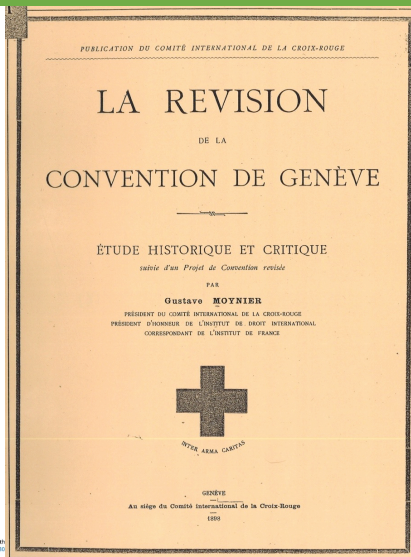 PUBLICATION DU COMITÉ INTERNATIONAL DE LA CROIX-ROUGE
LA REVISION
DE LA
CONVENTION DE GENÈVE
ÉTUDE HISTORIQUE ET CRITIQUE
suivie d'un Projet de Convention revisée
PAR
Gustave MOYNIER
PRÉSIDENT DU COMITÉ INTERNATIONAL DE LA CROIX-ROUGE
PRÉSIDENT D'HONNEUR DE L'INSTITUT DE DROIT INTERNATIONAL
CORRESPONDANT DE L'INSTITUT DE FRANCE
INTER ARMA CARITAS
GENÈVE
Au siège du Comité international de la Croix-Rouge
1898